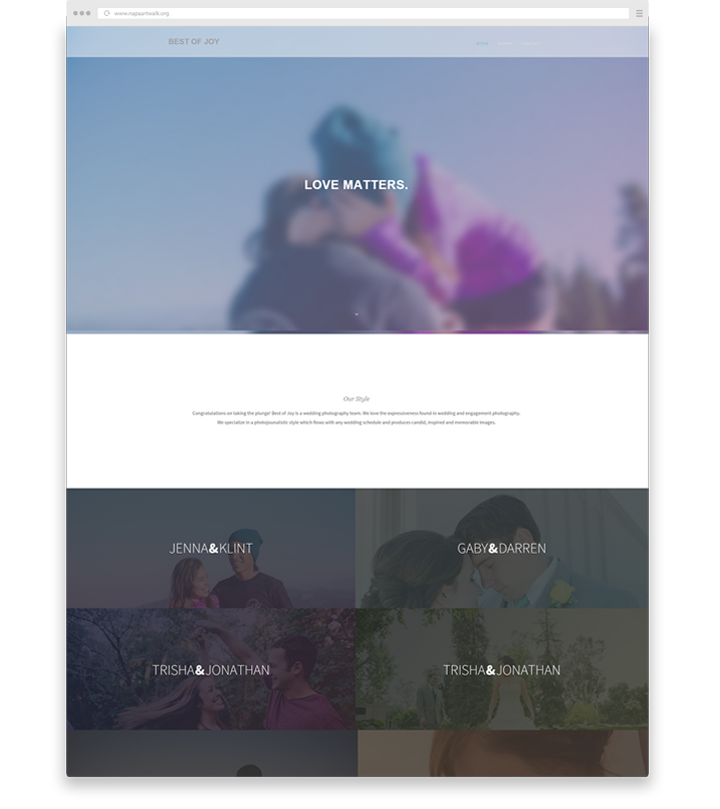 www.napaartwalk.org
BEST OF JOY
LOVE MATTERS.
Our Style
Congratulations on taking the plunge! Best of Joy is a wedding photography team. We love the expressiveness found in wedding and engagement photography.
We specialize in a photojournalistic style which flows with any wedding schedule and produces candid, inspired and memorable images.
JENNA&KLINT
GABY&DARREN
TRISHA&JONATHAN
TRISHA&JONATHAN